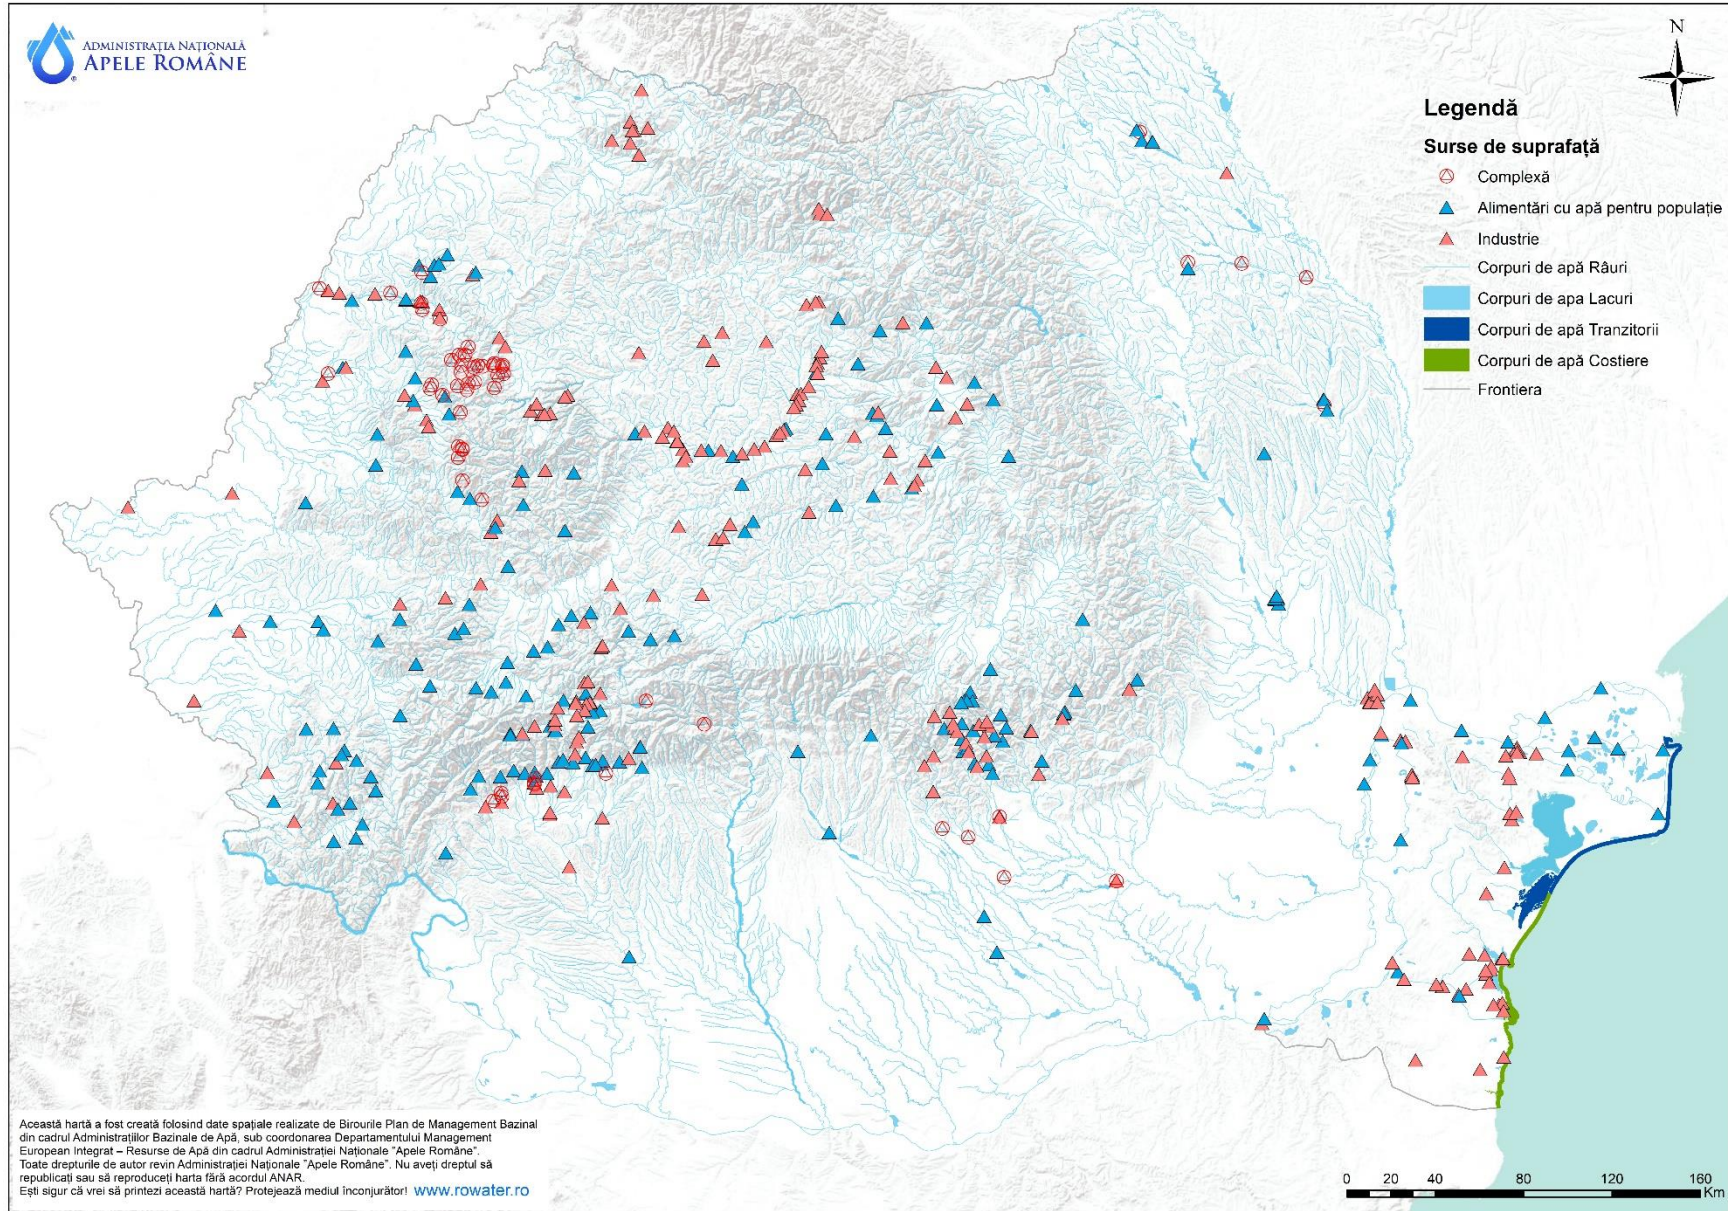 ADMINISTRAȚIA NAȚIONALĂ
APELE ROMÂNE
N
Legendă
Surse de suprafață
Complexă
Alimentări cu apă pentru populație
Industrie
Corpuri de apă Râuri
Corpuri de apa Lacuri
Corpuri de apă Tranzitorii
Corpuri de apă Costiere
Frontiera
Această hartă a fost creată folosind date spațiale realizate de Birourile Plan de Management Bazinal
din cadrul Administrațiilor Bazinale de Apă, sub coordonarea Departamentului Management
European Integrat – Resurse de Apă din cadrul Administrației Naționale "Apele Române".
Toate drepturile de autor revin Administrației Naționale "Apele Române". Nu aveți dreptul să
republicați sau să reproduceți harta fără acordul ANAR.
Ești sigur că vrei să printezi această hartă? Protejează mediul înconjurător! www.rowater.ro
0 20 40 80 120 160
Km